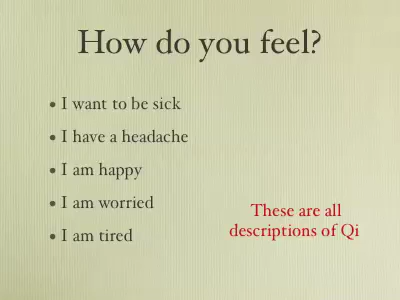 How do you feel?
• I want to be sick
• I have a headache
• I am happy
• I am worried
• I am tired
These are all
descriptions of Qi